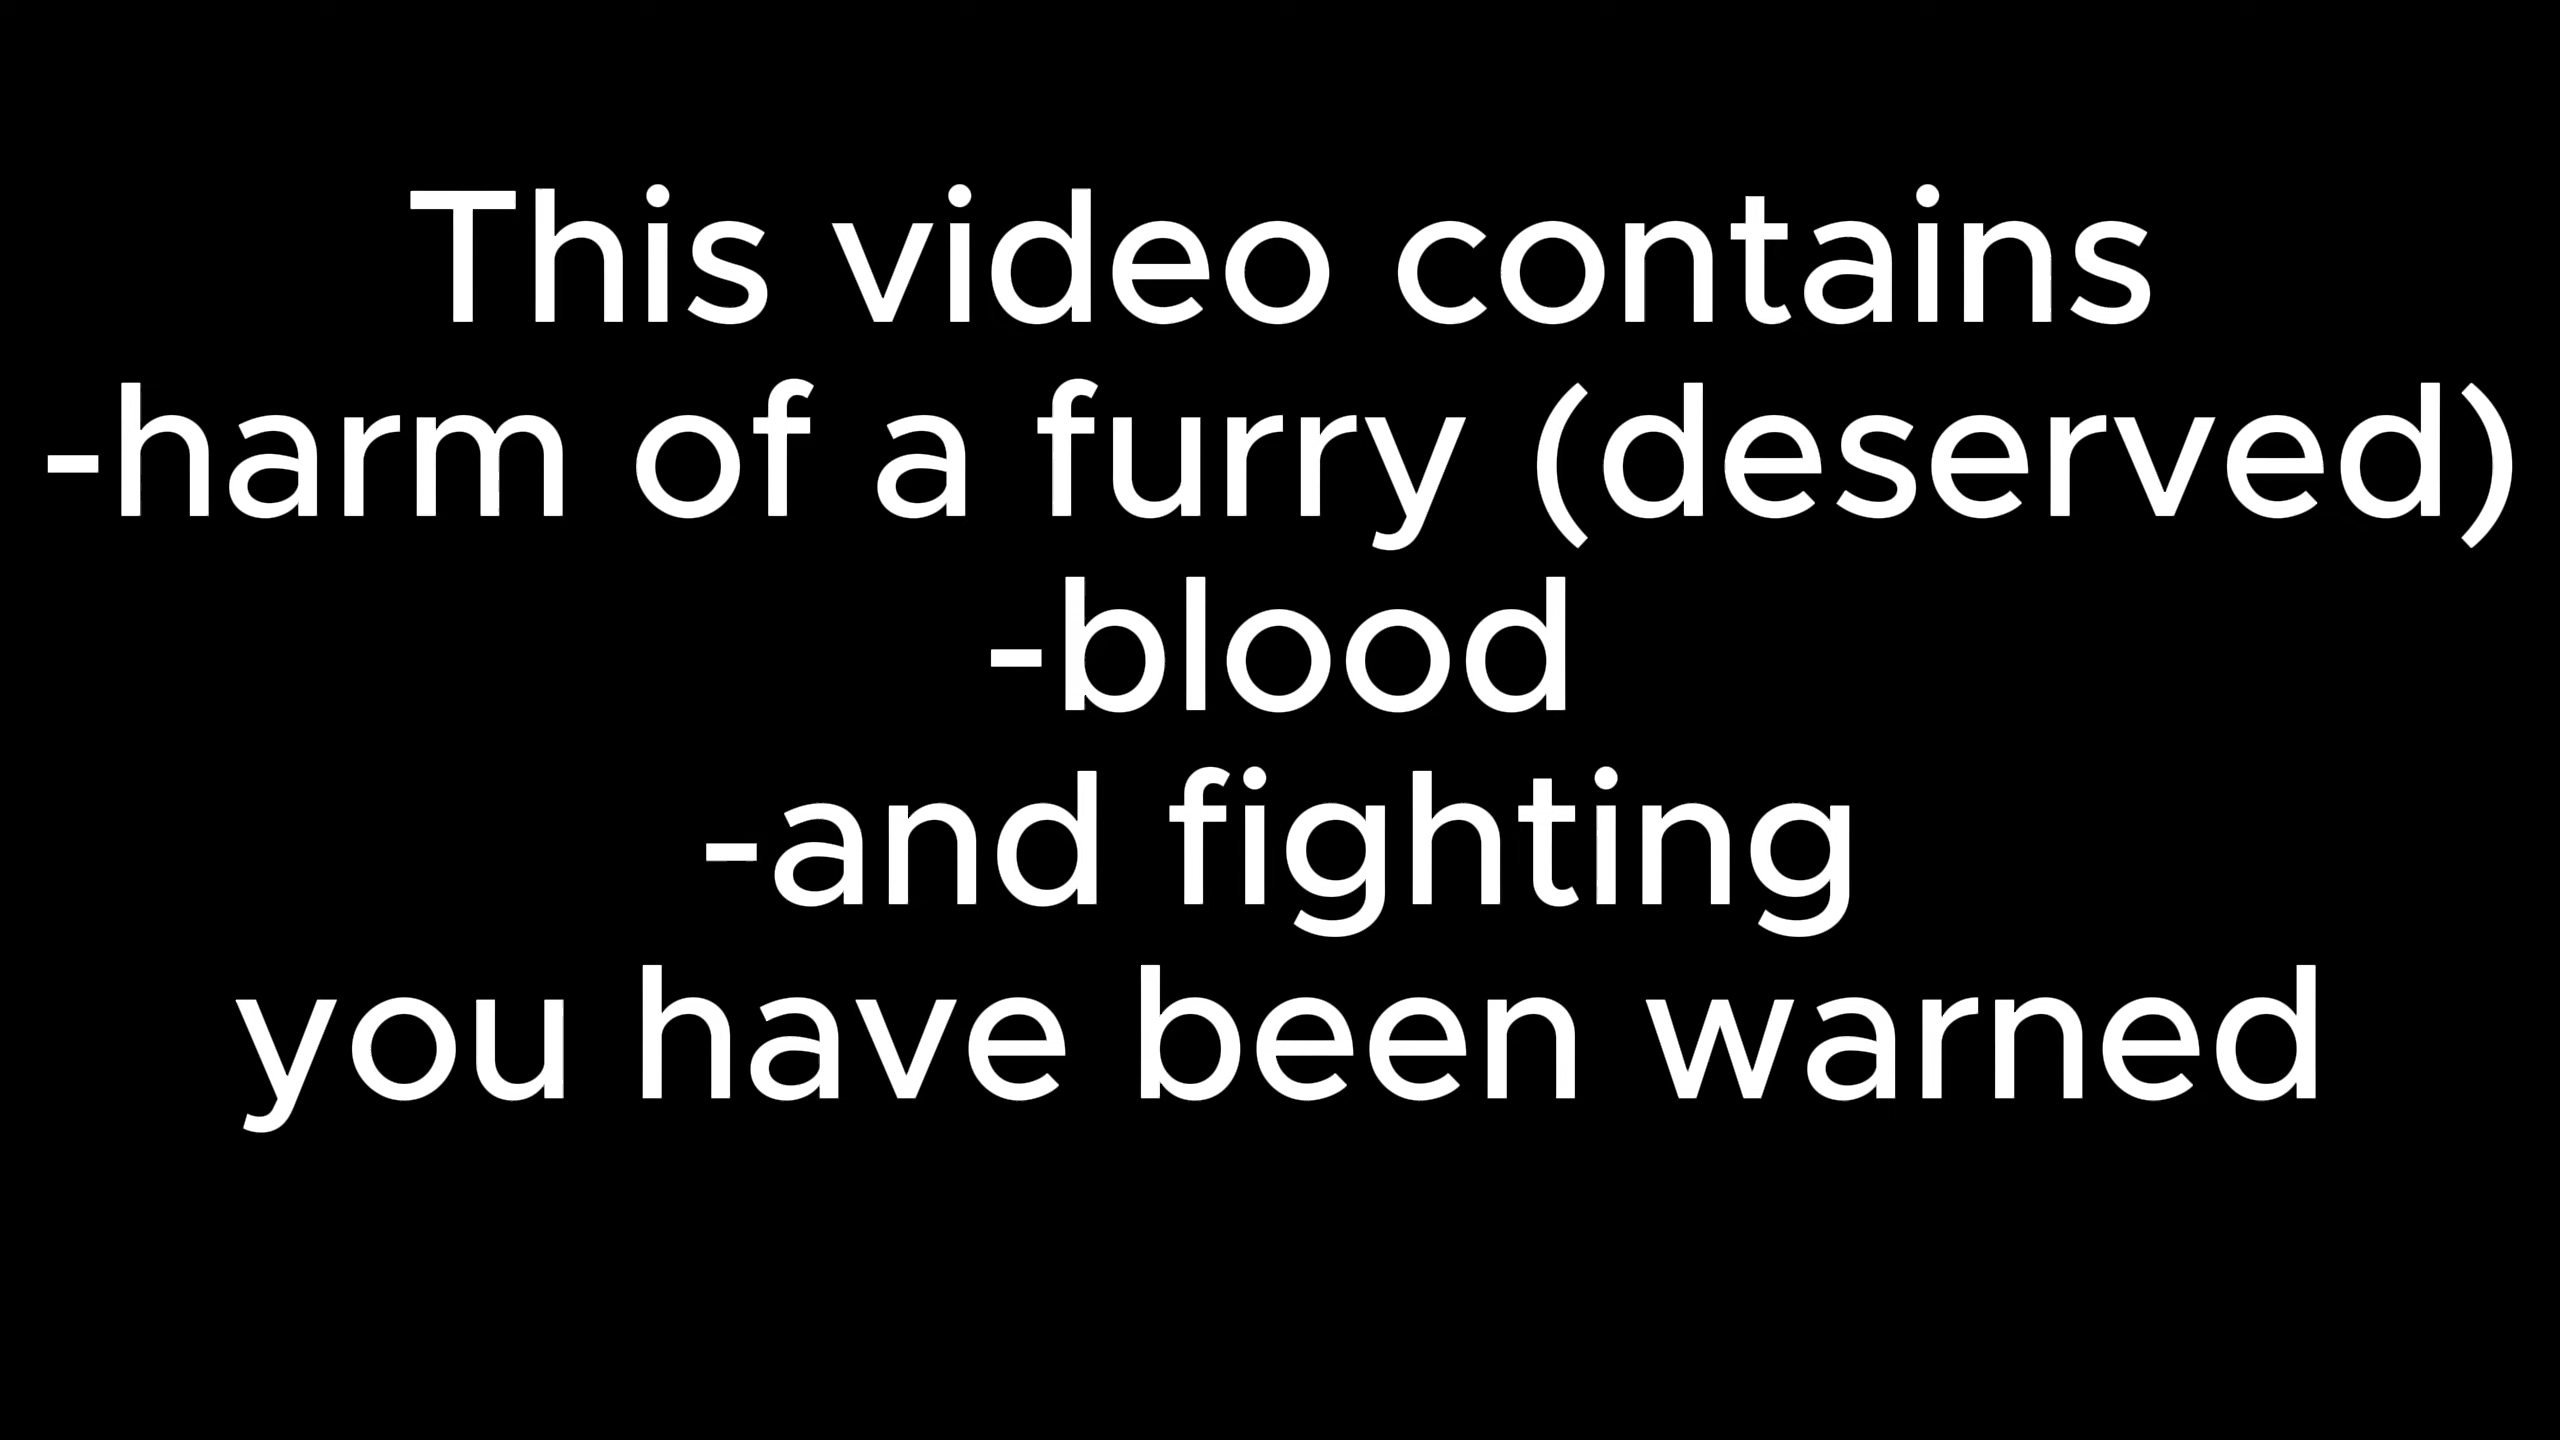 This video contains
-harm of a furry (deserved)
-blood
-and fighting
you have been warned